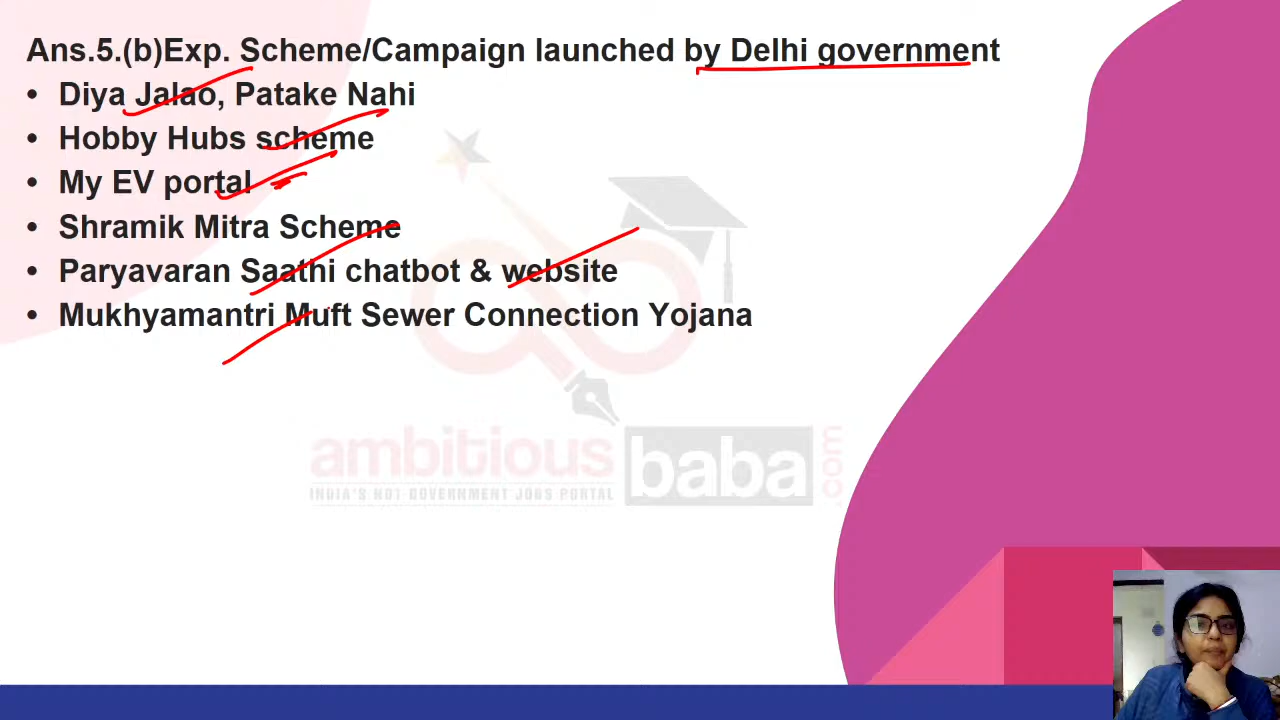 Ans.5.(b)Exp. Scheme/Campaign launched by Delhi government
• Diya Jalao, Patake Nahi
• Hobby Hubs scheme
• My EV portal
• Shramik Mitra Scheme
• Paryavaran Saathi chatbot & website
• Mukhyamantri Muft Sewer Connection Yojana
ambitious baba .com
INDIA'S HOT GOVERNMENT JOBS PORTAL